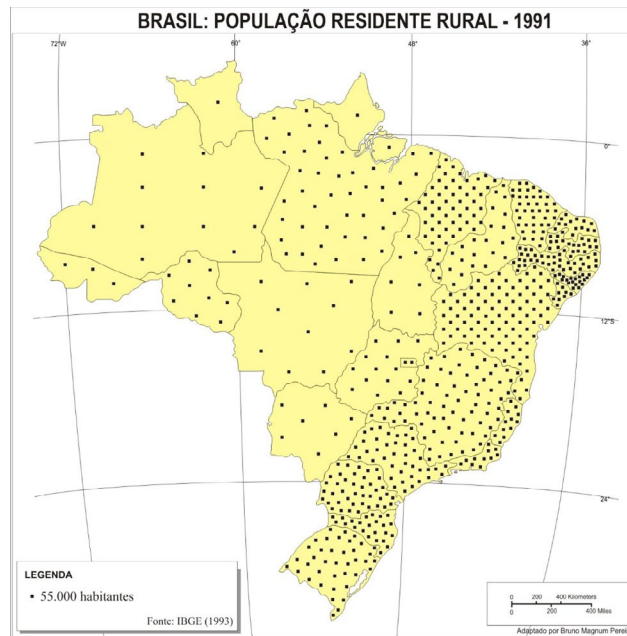 BRASIL: POPULAÇÃO RESIDENTE RURAL - 1991
72°W
60°
48°
36°
0°
12°S
24°
LEGENDA
55.000 habitantes
Fonte: IBGE (1993)
0 200 400 Kilometers
0 200 400 Miles
Adaptado por Bruno Magnum Perei